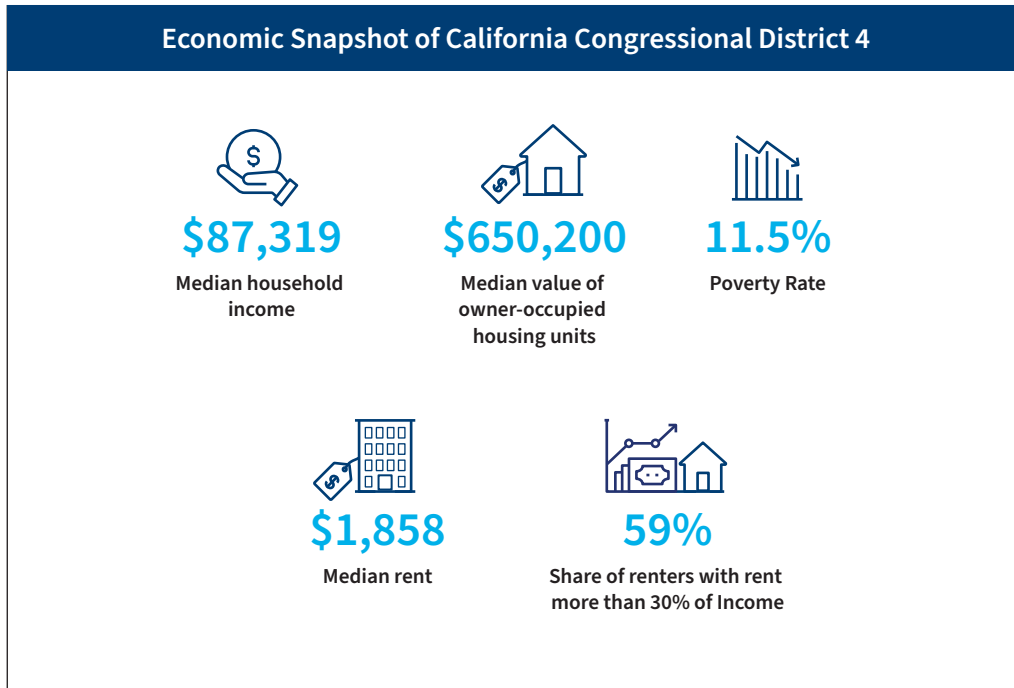 Economic Snapshot of California Congressional District 4
$
$
$87,319
$650,200
11.5%
Median household
income
Median value of
owner-occupied
housing units
Poverty Rate
$
$1,858
59%
Median rent
Share of renters with rent
more than 30% of Income